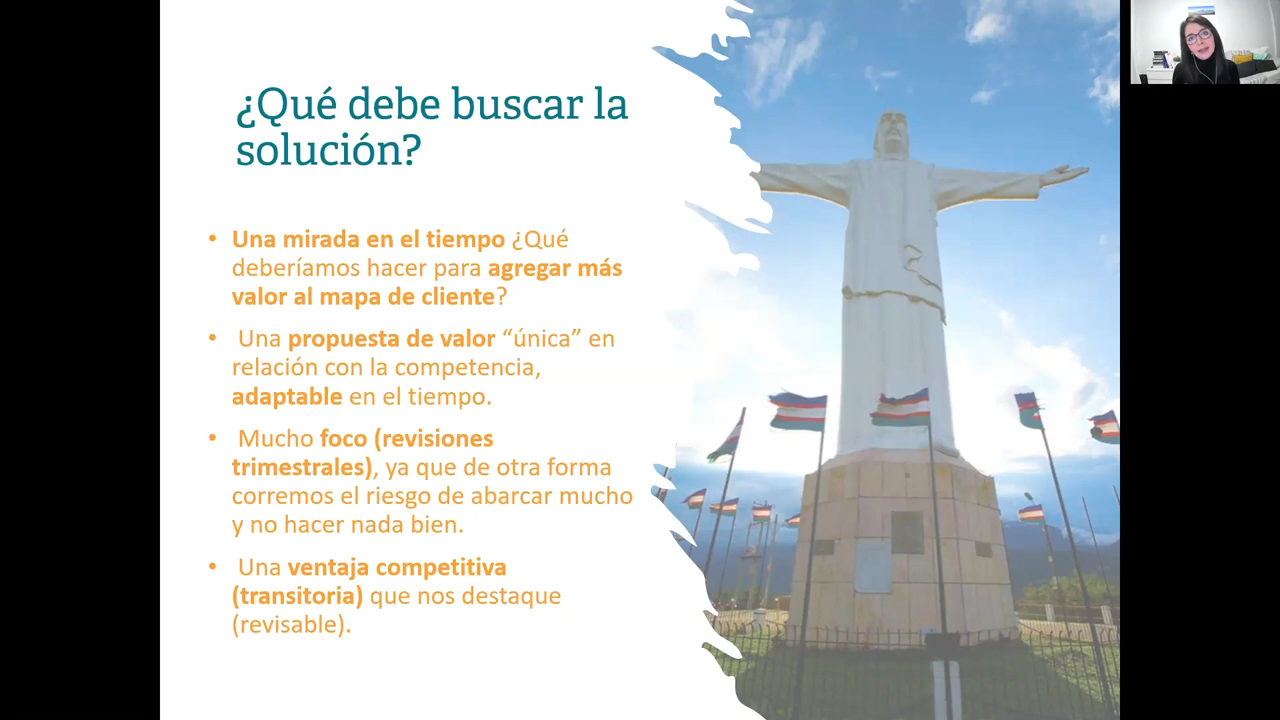 ¿Qué debe buscar la
solución?
• Una mirada en el tiempo ¿Qué
deberíamos hacer para agregar más
valor al mapa de cliente?
• Una propuesta de valor “única” en
relación con la competencia,
adaptable en el tiempo.
• Mucho foco (revisiones
trimestrales), ya que de otra forma
corremos el riesgo de abarcar mucho
y no hacer nada bien.
• Una ventaja competitiva
(transitoria) que nos destaque
(revisable).